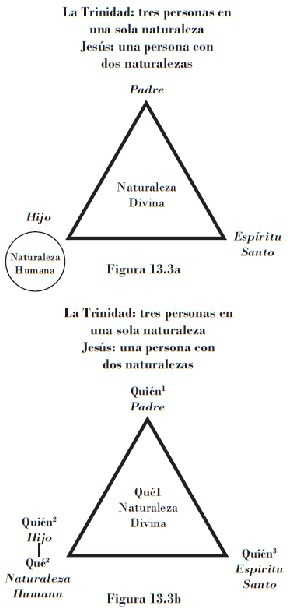 La Trinidad: tres personas en
una sola naturaleza
Jesús: una persona con
dos naturalezas
Padre
Naturaleza
Divina
Hijo
Naturaleza
Humana
Espíritu
Santo
Figura 13.3a
La Trinidad: tres personas en
una sola naturaleza
Jesús: una persona con
dos naturalezas
Quién¹
Padre
Qué1
Naturaleza
Divina
Quién²
Hijo
Qué²
Naturaleza
Humana
Quién³
Espíritu
Santo
Figura 13.3b